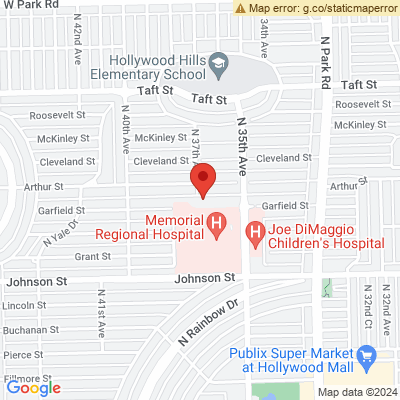 W Park Rd
A map error:
g.co/staticmaperror
N 42nd Ave
Hollywood Hills
Elementary School
34th Ave
N Park Rd
Taft St
Taft St
Taft St
Roosevelt St
Roosevelt St
McKinley St
N 40th Ave
McKinley St
N 37th Ave
N 35th Ave
McKinley St
Cleveland St
Cleveland St
Cleveland St
Arthur St
Arthur St
Garfield St
Garfield St
N Yale Dr
Memorial
Regional Hospital
Joe DiMaggio
Children's Hospital
Grant St
Johnson St
Johnson St
Lincoln St
N 41st Ave
N Rainbow Dr
N 32nd Ct
N 32nd Ave
Buchanan St
Pierce St
Publix Super Market
at Hollywood Mall
Fillmore St
Google
Map data ©2024